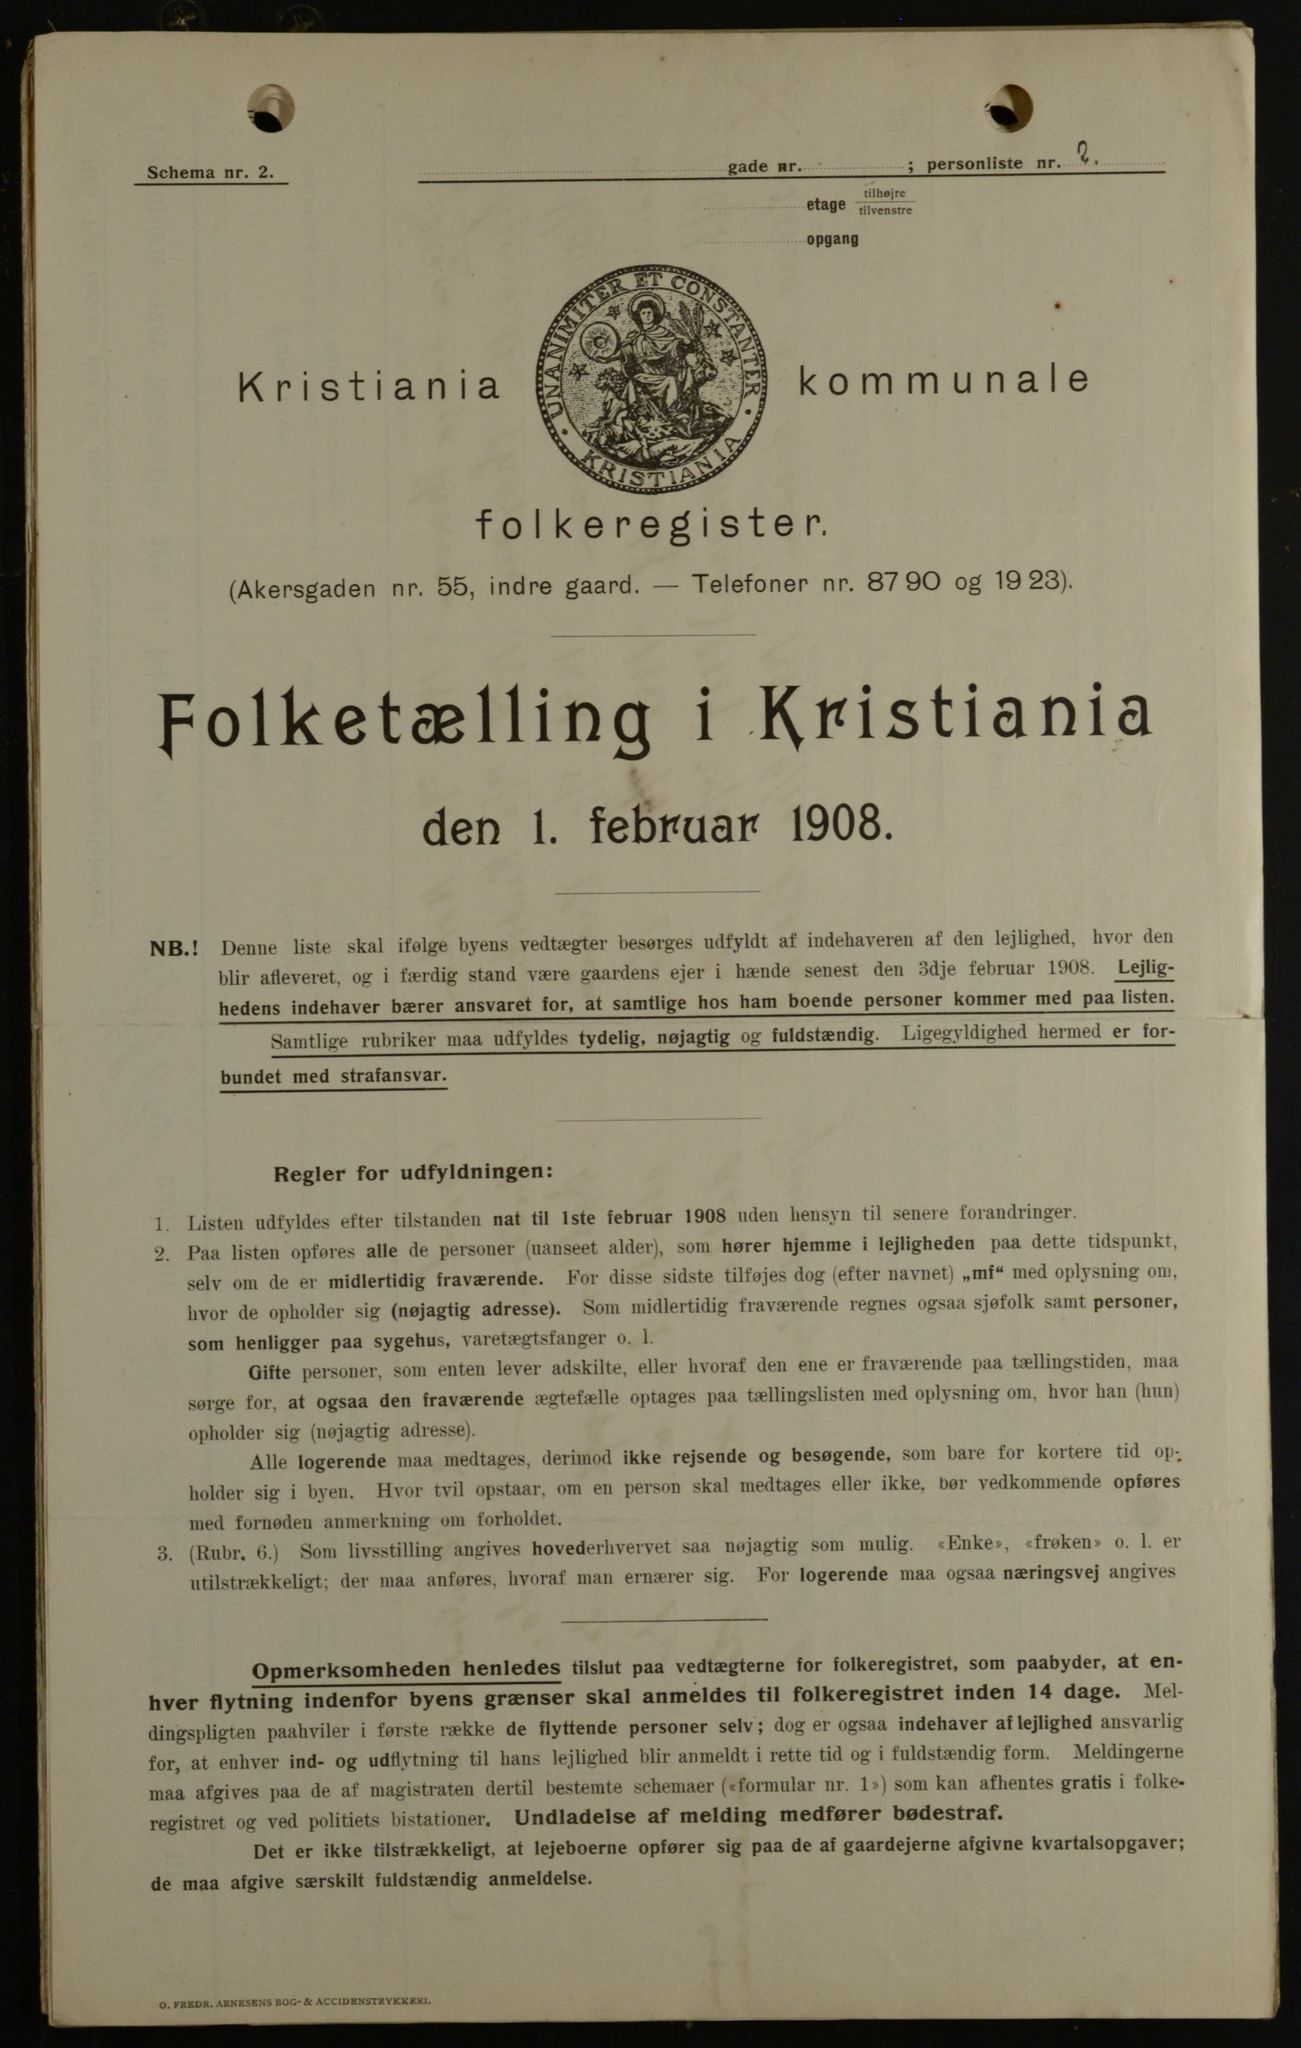 Schema nr. 2.
gade nr. ; personliste nr. 2.
etage tilhøjre
tilvenstre
opgang
UNANIMITER ET CONSTANTER
KRISTIANIA
Kristiania kommunale
folkeregister.
(Akersgaden nr. 55, indre gaard. — Telefoner nr. 8790 og 1923).
Folketælling i Kristiania
den 1. februar 1908.
NB.! Denne liste skal ifølge byens vedtægter besørges udfyldt af indehaveren af den lejlighed, hvor den
blir afleveret, og i færdig stand være gaardens ejer i hænde senest den 3dje februar 1908. Lejlig-
hedens indehaver bærer ansvaret for, at samtlige hos ham boende personer kommer med paa listen.
Samtlige rubriker maa udfyldes tydelig, nøjagtig og fuldstændig. Ligegyldighed hermed er for-
bundet med strafansvar.
Regler for udfyldningen:
1. Listen udfyldes efter tilstanden nat til 1ste februar 1908 uden hensyn til senere forandringer.
2. Paa listen opføres alle de personer (uanseet alder), som hører hjemme i lejligheden paa dette tidspunkt,
selv om de er midlertidig fraværende. For disse sidste tilføjes dog (efter navnet) „mf“ med oplysning om,
hvor de opholder sig (nøjagtig adresse). Som midlertidig fraværende regnes ogsaa sjøfolk samt personer,
som henligger paa sygehus, varetægtsfanger o. l.
Gifte personer, som enten lever adskilte, eller hvoraf den ene er fraværende paa tællingstiden, maa
sørge for, at ogsaa den fraværende ægtefælle optages paa tællingslisten med oplysning om, hvor han (hun)
opholder sig (nøjagtig adresse).
Alle logerende maa medtages, derimod ikke rejsende og besøgende, som bare for kortere tid op-
holder sig i byen. Hvor tvil opstaar, om en person skal medtages eller ikke, bør vedkommende opføres
med fornøden anmerkning om forholdet.
3. (Rubr. 6.) Som livsstilling angives hovederhvervet saa nøjagtig som mulig. «Enke», «frøken» o. l. er
utilstrækkeligt; der maa anføres, hvoraf man ernærer sig. For logerende maa ogsaa næringsvej angives
Opmerksomheden henledes tilslut paa vedtægterne for folkeregistret, som paabyder, at en-
hver flytning indenfor byens grænser skal anmeldes til folkeregistret inden 14 dage. Mel-
dingspligten paahviler i første række de flyttende personer selv; dog er ogsaa indehaver af lejlighed ansvarlig
for, at enhver ind- og udflytning til hans lejlighed blir anmeldt i rette tid og i fuldstændig form. Meldingerne
maa afgives paa de af magistraten dertil bestemte schemaer («formular nr. 1») som kan afhentes gratis i folke-
registret og ved politiets bistationer. Undladelse af melding medfører bødestraf.
Det er ikke tilstrækkeligt, at lejeboerne opfører sig paa de af gaardejerne afgivne kvartalsopgaver;
de maa afgive særskilt fuldstændig anmeldelse.
O. FREDR. ARNESENS BOG- & ACCIDENSTRYKKERI.